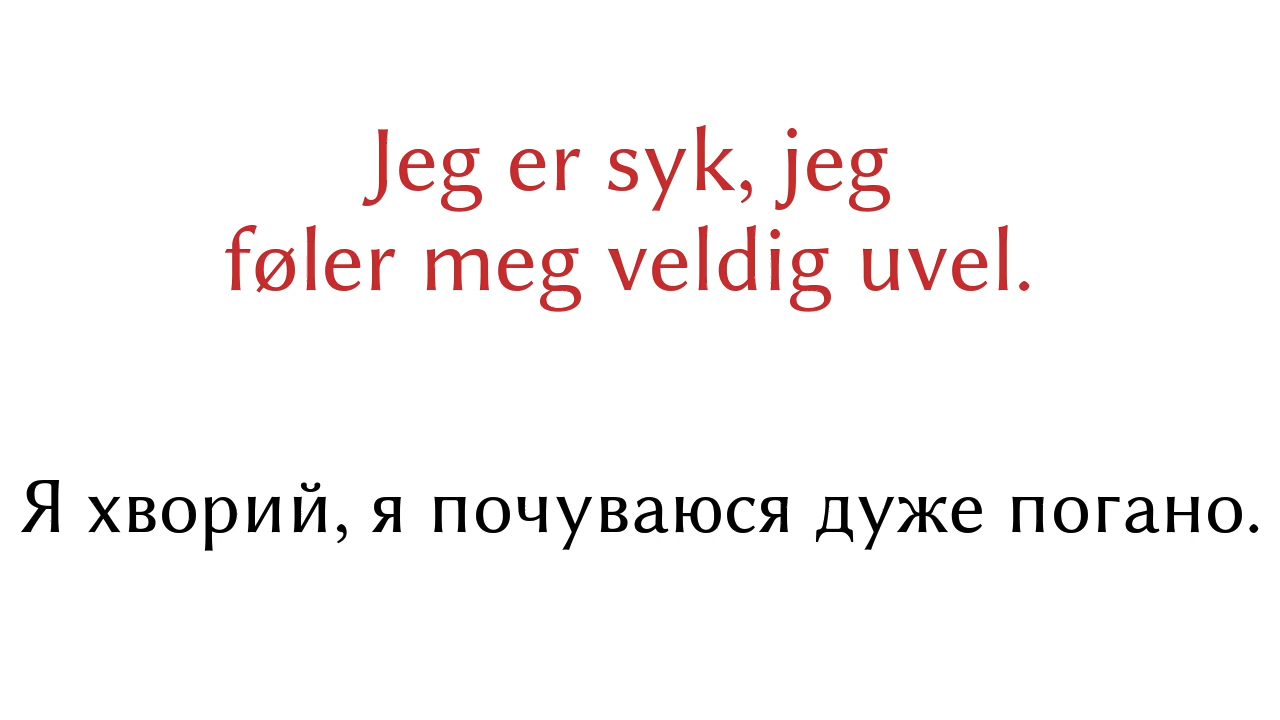 Jeg er syk, jeg
føler meg veldig uvel.
Я хворий, я почуваюся дуже погано.